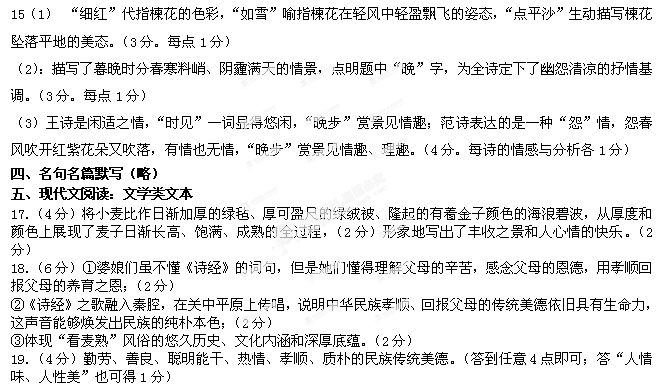 15（1） “细红”代指楝花的色彩，“如雪”喻指楝花在轻风中轻盈飘飞的姿态，“点平沙”生动描写楝花
坠落平地的美态。（3分。每点1分）
（2）：描写了暮晚时分春寒料峭、阴霾满天的情景，点明题中“晚”字，为全诗定下了幽怨清凉的抒情基
调。（3分。每点1分）
（3）王诗是闲适之情，“时见”一词显得悠闲，“晚步”赏景见情趣；范诗表达的是一种“怨”情，怨春
风吹开红紫花朵又吹落，有情也无情，“晚步”赏景见情趣、理趣。（4分。每诗的情感与分析各1分）
四、名句名篇默写（略）
五、现代文阅读：文学类文本
17.（4分）将小麦比作日渐加厚的绿毯、厚可盈尺的绿绒被、隆起的有着金子颜色的海浪碧波，从厚度和
颜色上展现了麦子日渐长高、饱满、成熟的全过程，（2分）形象地写出了丰收之景和人心情的快乐。（2
分）
18.（6分）①婆娘们虽不懂《诗经》的词句，但是她们懂得理解父母的辛苦，感念父母的恩德，用孝顺回
报父母的养育之恩；（2分）
②《诗经》之歌融入秦腔，在关中平原上传唱，说明中华民族孝顺、回报父母的传统美德依旧具有生命力，
这声音能够焕发出民族的纯朴本色；（2分）
③体现“看麦熟”风俗的悠久历史、文化内涵和深厚底蕴。（2分）
19.（4分）勤劳、善良、聪明能干、热情、孝顺、质朴的民族传统美德。（答到任意4点即可；答“人情
味、人性美”也可得1分）